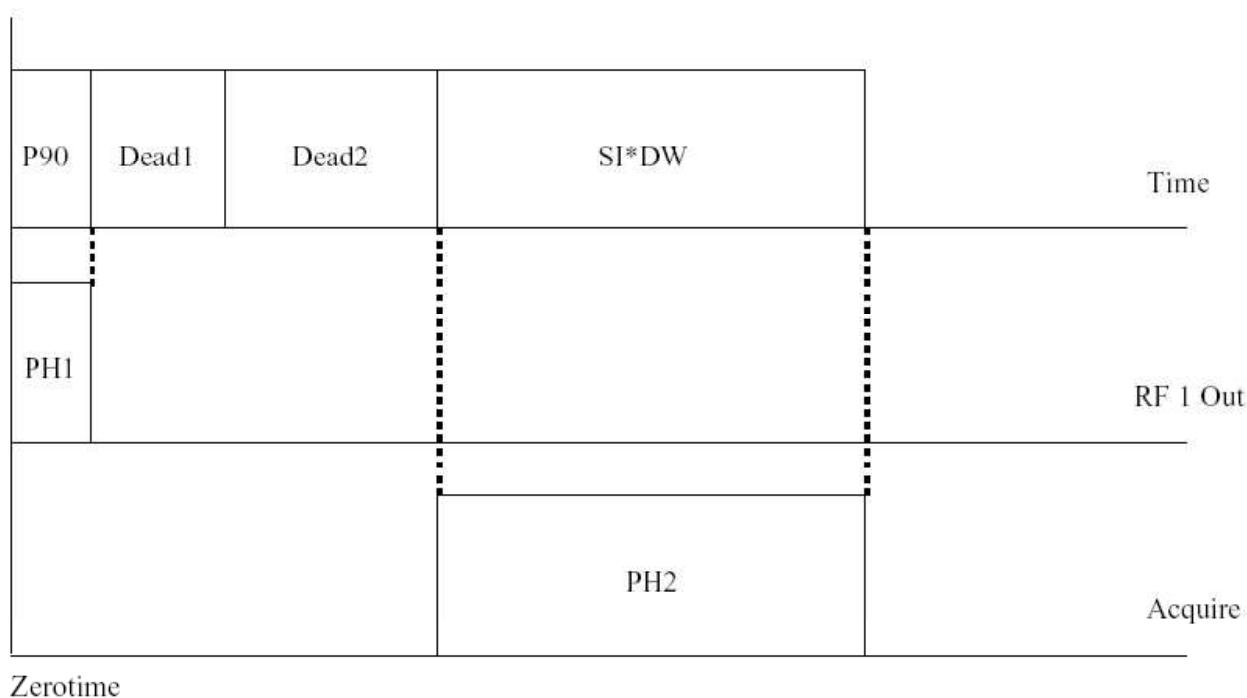 P90
Dead1
Dead2
SI*DW
Time
PH1
RF 1 Out
PH2
Acquire
Zerotime